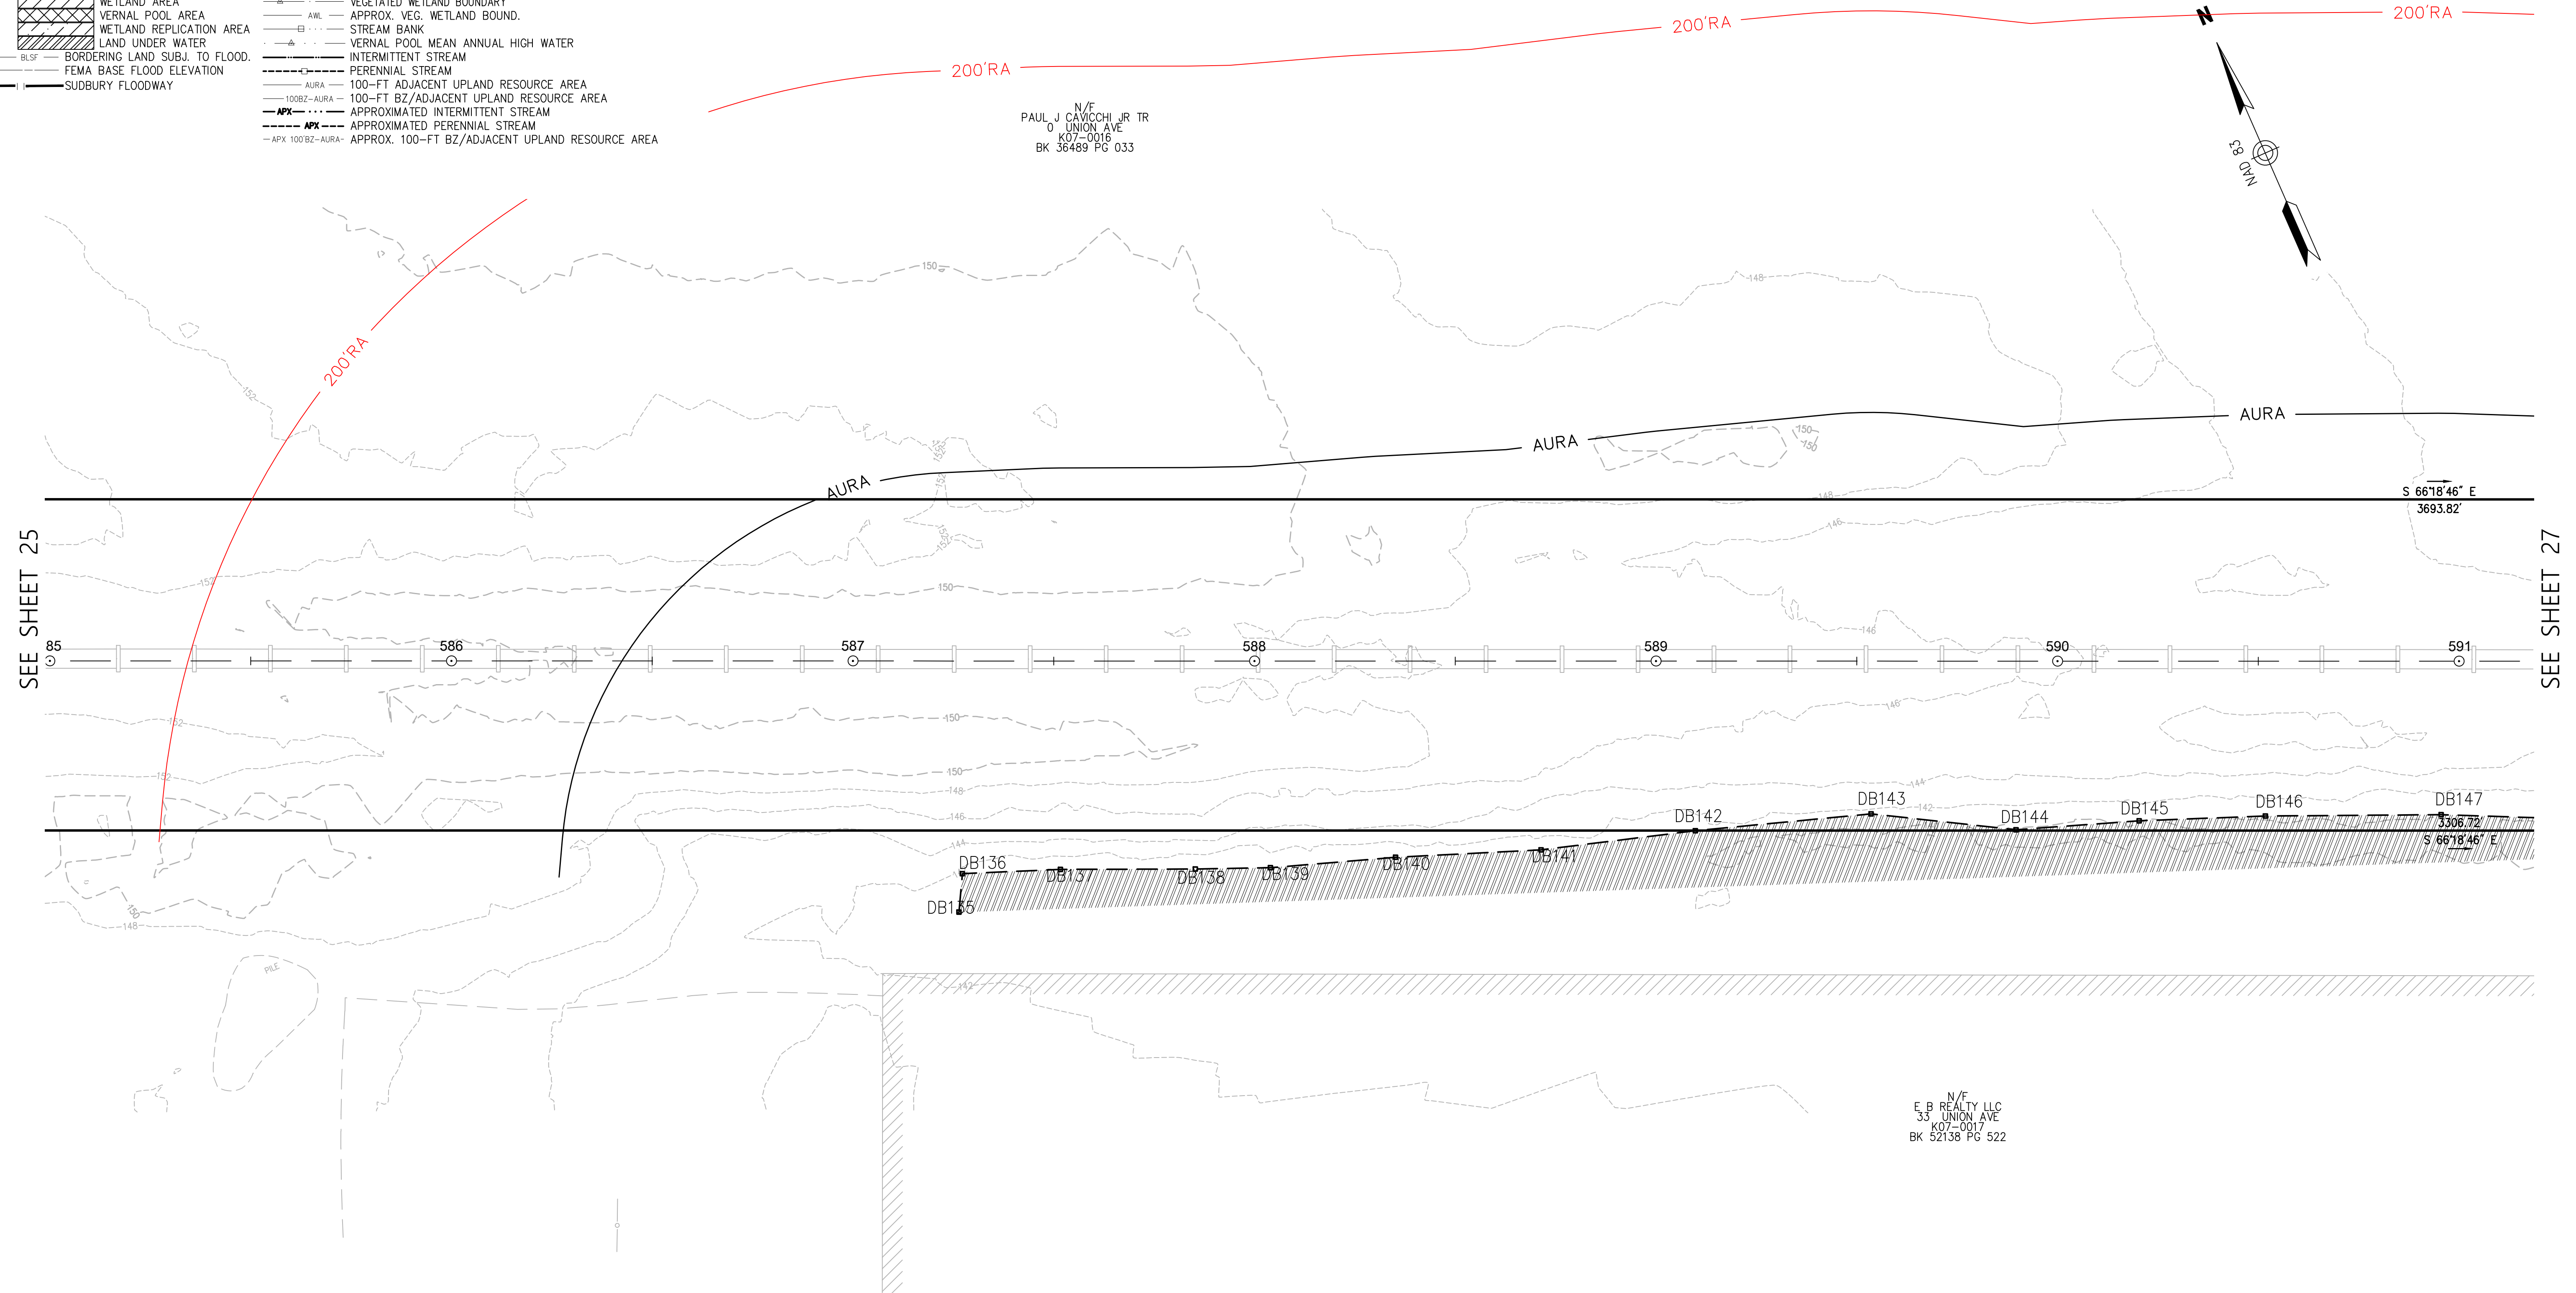 WETLAND AREA
VERNAL POOL AREA
WETLAND REPLICATION AREA
LAND UNDER WATER
BLSF BORDERING LAND SUBJ. TO FLOOD.
FEMA BASE FLOOD ELEVATION
SUDBURY FLOODWAY
VEGETATED WETLAND BOUNDARY
AWL APPROX. VEG. WETLAND BOUND.
STREAM BANK
VERNAL POOL MEAN ANNUAL HIGH WATER
INTERMITTENT STREAM
PERENNIAL STREAM
AURA 100-FT ADJACENT UPLAND RESOURCE AREA
100BZ-AURA 100-FT BZ/ADJACENT UPLAND RESOURCE AREA
APX APPROXIMATED INTERMITTENT STREAM
APX APPROXIMATED PERENNIAL STREAM
APX 100'BZ-AURA APPROX. 100-FT BZ/ADJACENT UPLAND RESOURCE AREA
200'RA
200'RA
200'RA
N
NAD 83
N/F
PAUL J CAVICCHI JR TR
0 UNION AVE
K07-0016
BK 36489 PG 033
150
148
200'RA
152
AURA
AURA
AURA
150
150
152
152
152
152
148
146
S 66°18'46" E
3693.82'
SEE SHEET 25
SEE SHEET 27
152
150
146
85
586
587
588
589
590
591
152
150
146
152
150
148
144
146
142
144
DB142
DB143
DB144
DB145
DB146
DB147
3306.72'
S 66°18'46" E
DB136
DB137
DB138
DB139
DB140
DB141
DB135
150
148
PILE
142
N/F
E B REALTY LLC
33 UNION AVE
K07-0017
BK 52138 PG 522